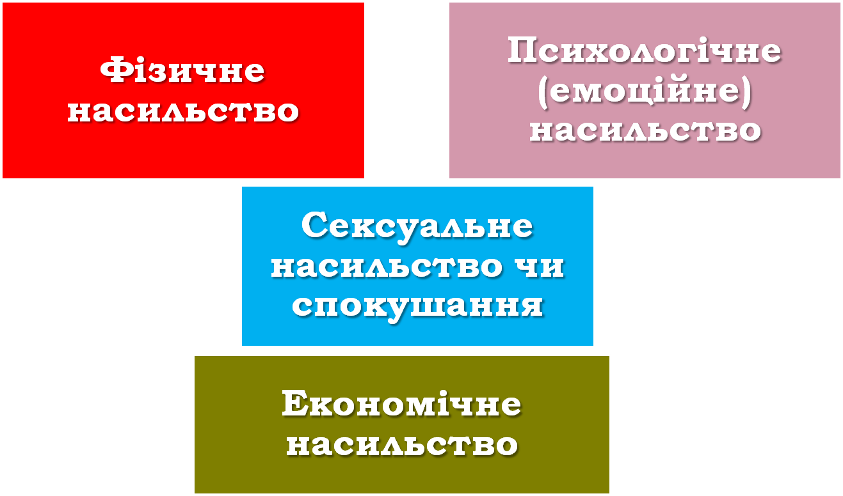 Фізичне
насильство
Психологічне
(емоційне)
насильство
Сексуальне
насильство чи
спокушання
Економічне
насильство